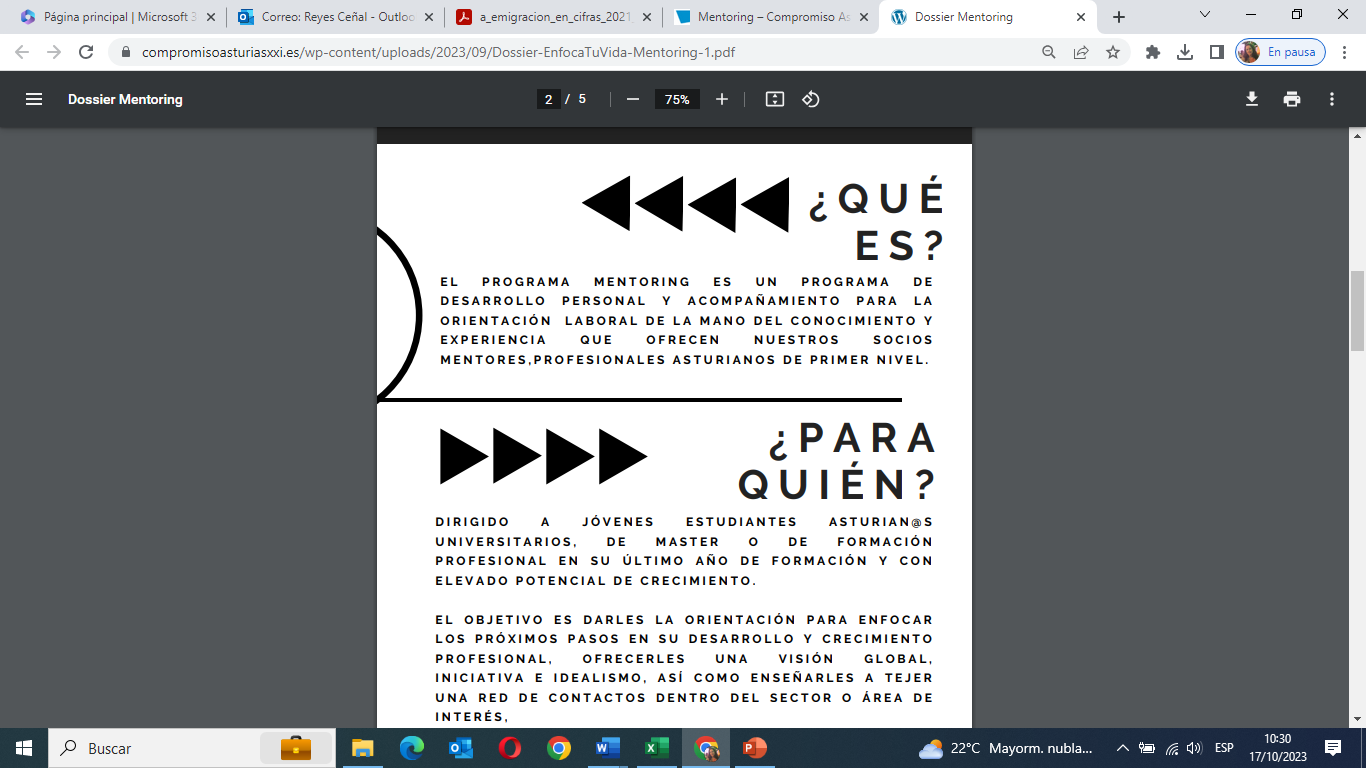 Página principal | Microsoft 3
Correo: Reyes Ceñal - Outloo
a_emigracion_en_cifras_2021_
Mentoring – Compromiso As
Dossier Mentoring
compromisoasturiasxxi.es/wp-content/uploads/2023/09/Dossier-EnfocaTuVida-Mentoring-1.pdf
En pausa
Dossier Mentoring
2 / 5
75%
¿QUÉ
ES?
EL PROGRAMA MENTORING ES UN PROGRAMA DE
DESARROLLO PERSONAL Y ACOMPAÑAMIENTO PARA LA
ORIENTACIÓN LABORAL DE LA MANO DEL CONOCIMIENTO Y
EXPERIENCIA QUE OFRECEN NUESTROS SOCIOS
MENTORES,PROFESIONALES ASTURIANOS DE PRIMER NIVEL.
¿PARA
QUIÉN?
DIRIGIDO A JÓVENES ESTUDIANTES ASTURIAN@S
UNIVERSITARIOS, DE MASTER O DE FORMACIÓN
PROFESIONAL EN SU ÚLTIMO AÑO DE FORMACIÓN Y CON
ELEVADO POTENCIAL DE CRECIMIENTO.
EL OBJETIVO ES DARLES LA ORIENTACIÓN PARA ENFOCAR
LOS PRÓXIMOS PASOS EN SU DESARROLLO Y CRECIMIENTO
PROFESIONAL, OFRECERLES UNA VISIÓN GLOBAL,
INICIATIVA E IDEALISMO, ASÍ COMO ENSEÑARLES A TEJER
UNA RED DE CONTACTOS DENTRO DEL SECTOR O ÁREA DE
INTERÉS,
Buscar
22°C Mayorm. nubla...
ESP
10:30
17/10/2023